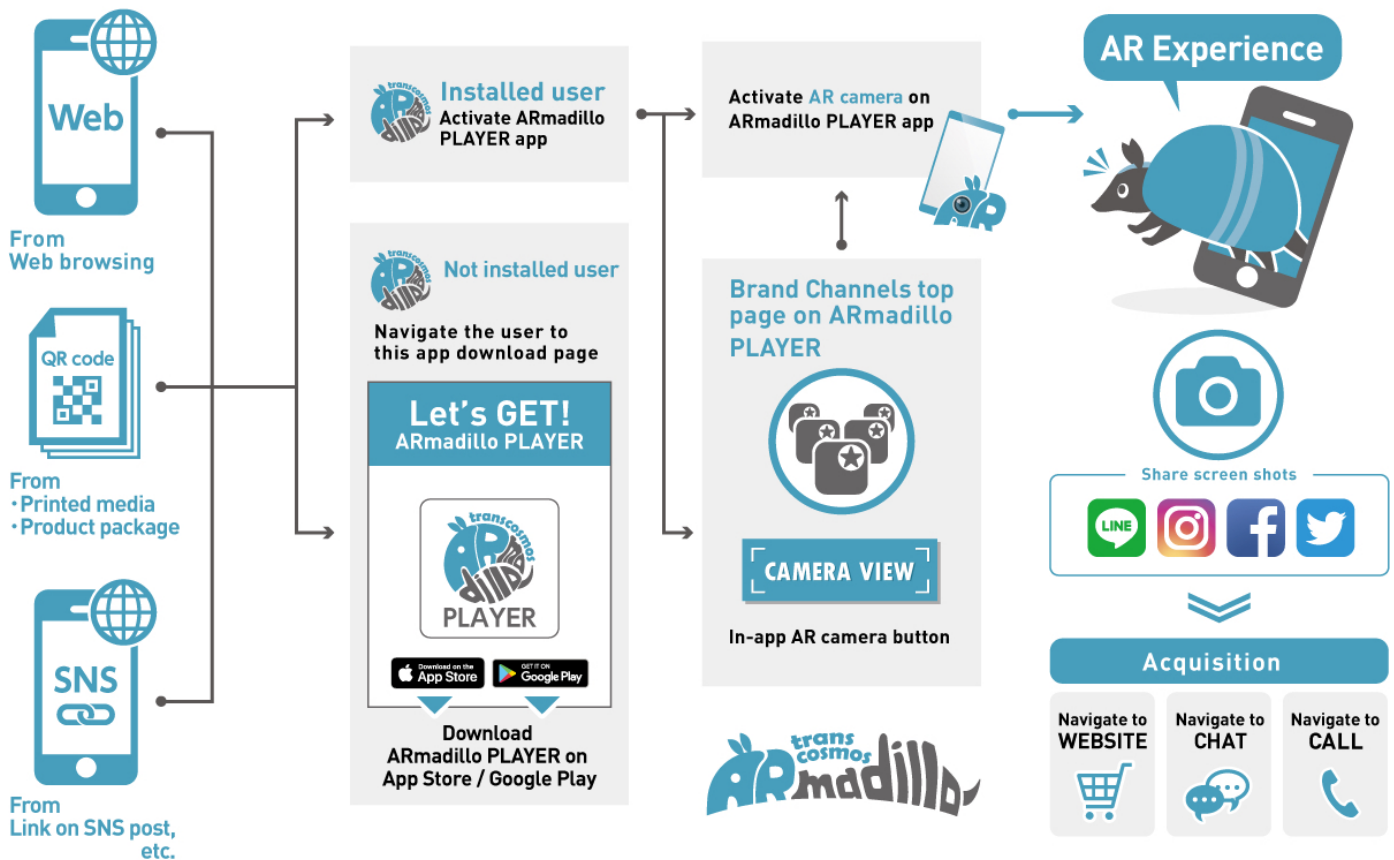 Web
From
Web browsing
QR code
From
・Printed media
・Product package
SNS
From
Link on SNS post,
etc.
transcosmos
ARmadillo
Installed user
Activate ARmadillo
PLAYER app
transcosmos
ARmadillo
Not installed user
Navigate the user to
this app download page
Let's GET!
ARmadillo PLAYER
transcosmos
ARmadillo
PLAYER
Download on the
App Store
GET IT ON
Google Play
Download
ARmadillo PLAYER on
App Store / Google Play
Activate AR camera on
ARmadillo PLAYER app
AR
Brand Channels top
page on ARmadillo
PLAYER
CAMERA VIEW
In-app AR camera button
trans
cosmos
ARmadillo
AR Experience
Share screen shots
LINE
Acquisition
Navigate to
WEBSITE
Navigate to
CHAT
Navigate to
CALL